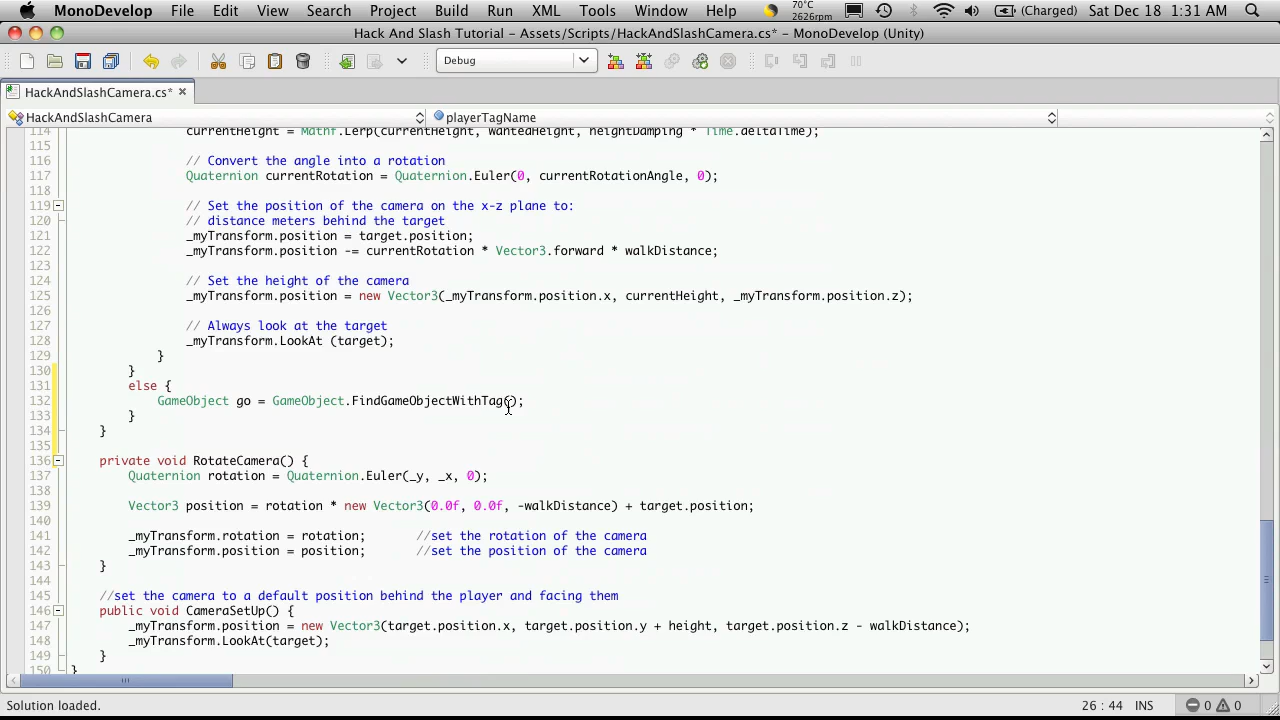 MonoDevelop File Edit View Search Project Build Run XML Tools Window Help 70°C 2626rpm (Charged) Sat Dec 18 1:31 AM
Hack And Slash Tutorial - Assets/Scripts/HackAndSlashCamera.cs* - MonoDevelop (Unity)
Debug
HackAndSlashCamera.cs* ×
HackAndSlashCamera playerTagName
114 currentHeight = Mathf.Lerp(currentHeight, wantedHeight, heightDamping * Time.deltaTime);
115
116 // Convert the angle into a rotation
117 Quaternion currentRotation = Quaternion.Euler(0, currentRotationAngle, 0);
118
119 // Set the position of the camera on the x-z plane to:
120 // distance meters behind the target
121 _myTransform.position = target.position;
122 _myTransform.position -= currentRotation * Vector3.forward * walkDistance;
123
124 // Set the height of the camera
125 _myTransform.position = new Vector3(_myTransform.position.x, currentHeight, _myTransform.position.z);
126
127 // Always look at the target
128 _myTransform.LookAt (target);
129 }
130 }
131 else {
132 GameObject go = GameObject.FindGameObjectWithTag();
133 }
134 }
135
136 private void RotateCamera() {
137 Quaternion rotation = Quaternion.Euler(_y, _x, 0);
138
139 Vector3 position = rotation * new Vector3(0.0f, 0.0f, -walkDistance) + target.position;
140
141 _myTransform.rotation = rotation; //set the rotation of the camera
142 _myTransform.position = position; //set the position of the camera
143 }
144
145 //set the camera to a default position behind the player and facing them
146 public void CameraSetUp() {
147 _myTransform.position = new Vector3(target.position.x, target.position.y + height, target.position.z - walkDistance);
148 _myTransform.LookAt(target);
149 }
150 }
Solution loaded. 26 : 44 INS 0 0